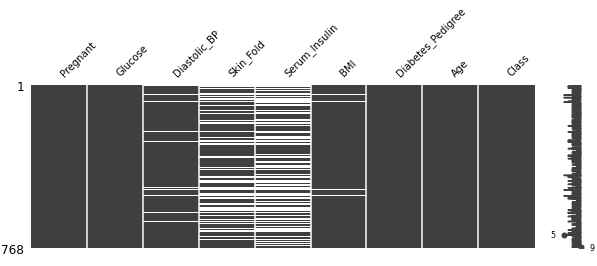 Pregnant
Glucose
Diastolic_BP
Skin_Fold
Serum_Insulin
BMI
Diabetes_Pedigree
Age
Class
1
5
768
9